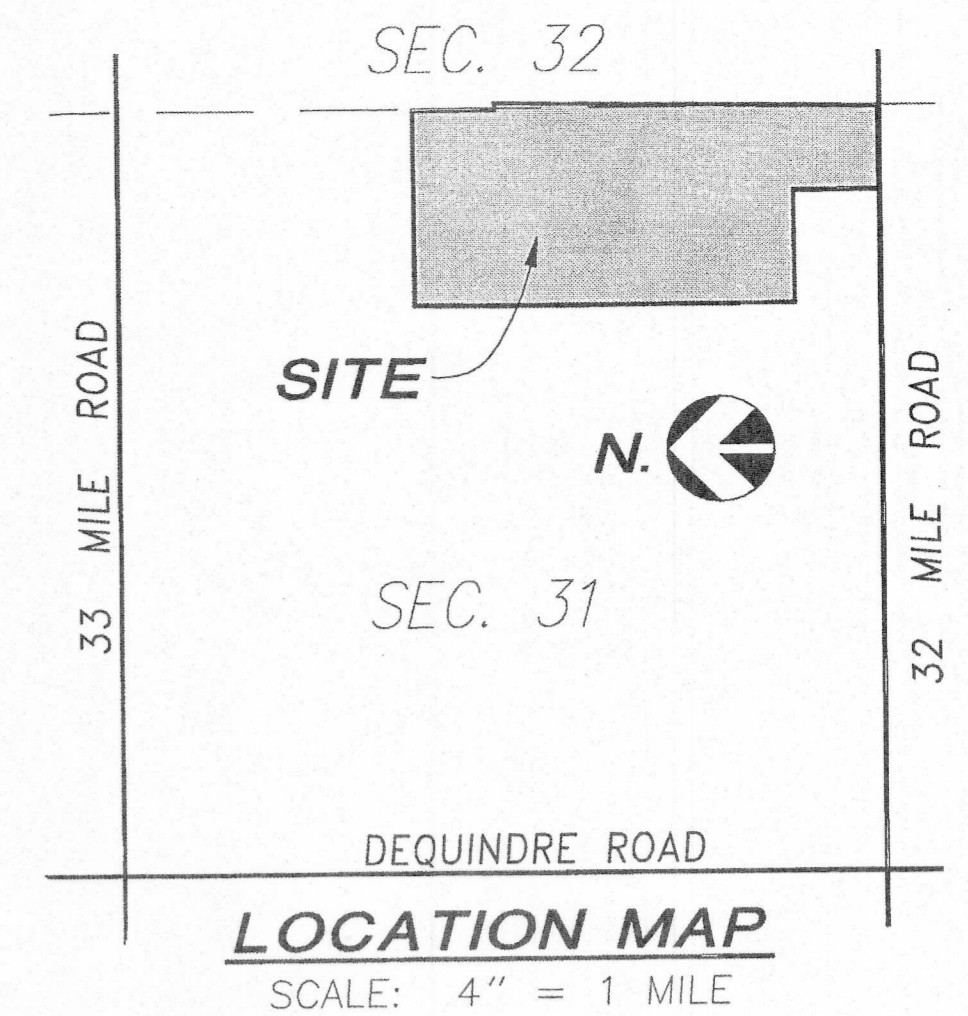 SEC. 32
33 MILE ROAD
SITE
N.
32 MILE ROAD
SEC. 31
DEQUINDRE ROAD
LOCATION MAP
SCALE: 4" = 1 MILE